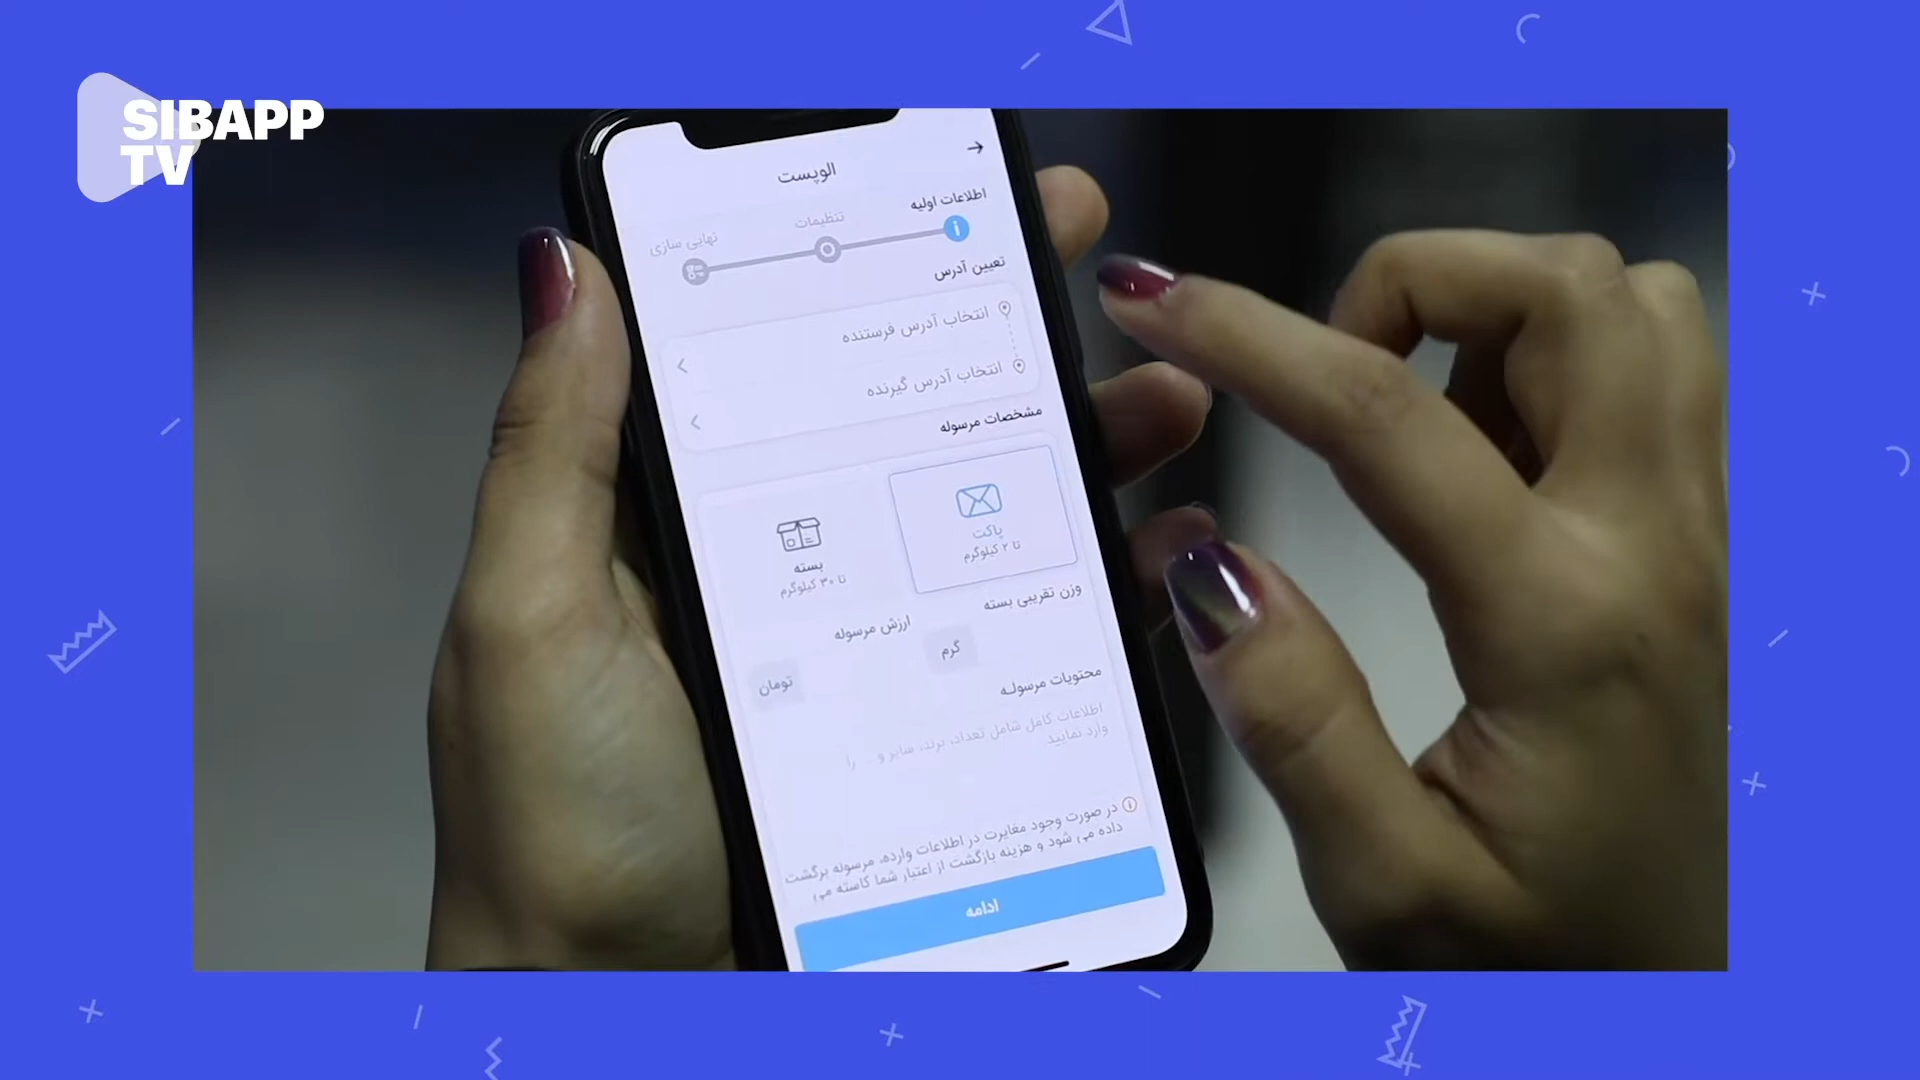 SIBAPP
TV
الوپست
اطلاعات اولیه
تنظیمات
نهایی سازی
تعیین آدرس
انتخاب آدرس فرستنده
انتخاب آدرس گیرنده
مشخصات مرسوله
پاکت
تا ۲ کیلوگرم
بسته
تا ۳۰ کیلوگرم
وزن تقریبی بسته
ارزش مرسوله
گرم
تومان
محتویات مرسوله
اطلاعات کامل شامل تعداد، برند، سایز و ... را
وارد نمایید
در صورت وجود مغایرت در اطلاعات وارده، مرسوله برگشت
داده می شود و هزینه بازگشت از اعتبار شما کاسته می
ادامه